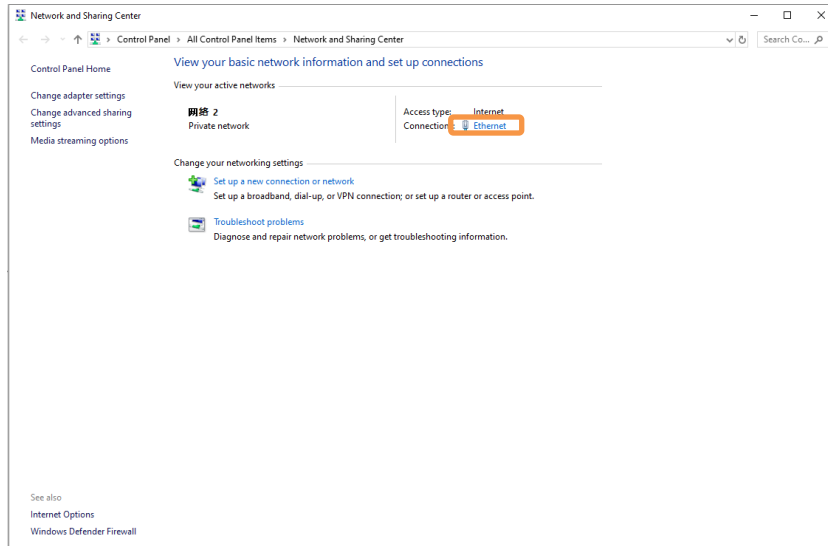 Network and Sharing Center
Control Panel > All Control Panel Items > Network and Sharing Center
Search Co...
Control Panel Home
Change adapter settings
Change advanced sharing
settings
Media streaming options
View your basic network information and set up connections
View your active networks
网络 2
Private network
Access type: Internet
Connection Ethernet
Change your networking settings
Set up a new connection or network
Set up a broadband, dial-up, or VPN connection; or set up a router or access point.
Troubleshoot problems
Diagnose and repair network problems, or get troubleshooting information.
See also
Internet Options
Windows Defender Firewall